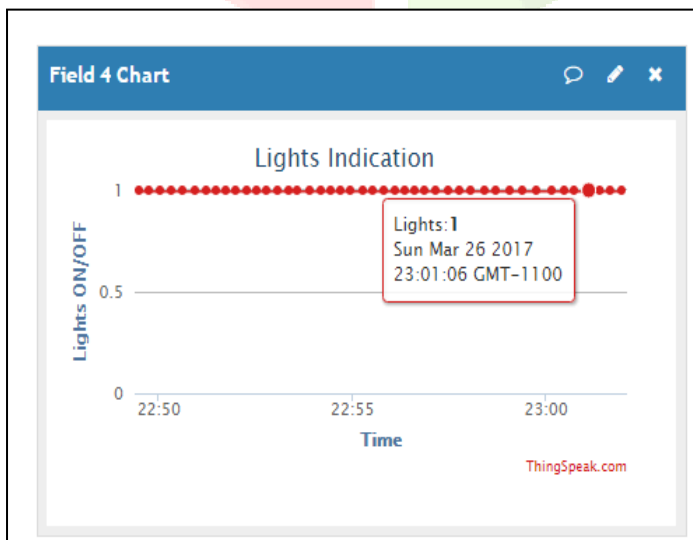 Field 4 Chart
Lights Indication
1
Lights:1
Sun Mar 26 2017
23:01:06 GMT-1100
Lights ON/OFF
0.5
0
22:50 22:55 23:00
Time
ThingSpeak.com